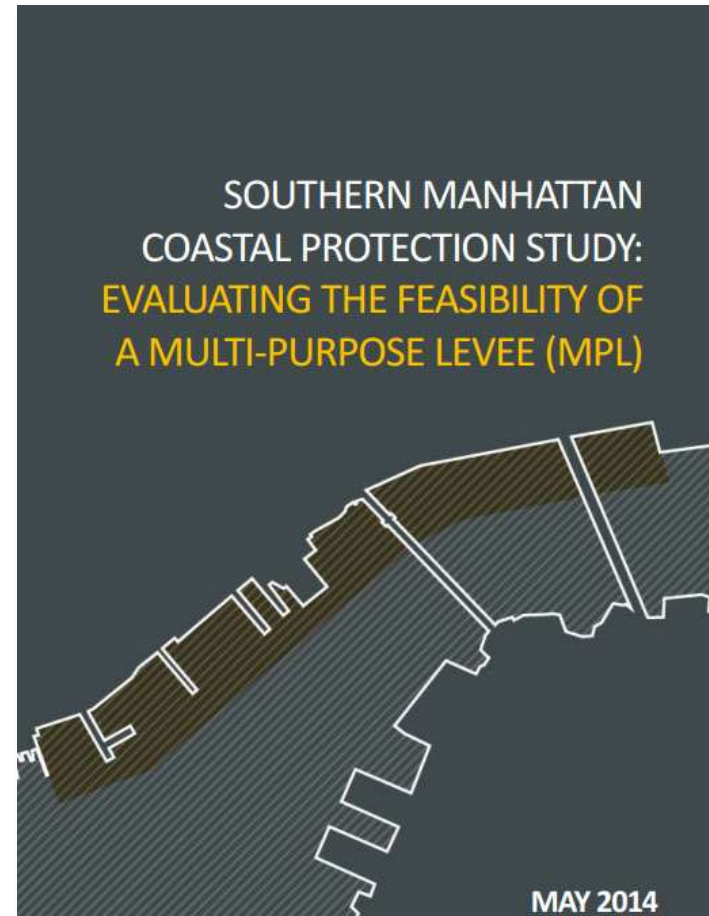 SOUTHERN MANHATTAN
COASTAL PROTECTION STUDY:
EVALUATING THE FEASIBILITY OF
A MULTI-PURPOSE LEVEE (MPL)
MAY 2014